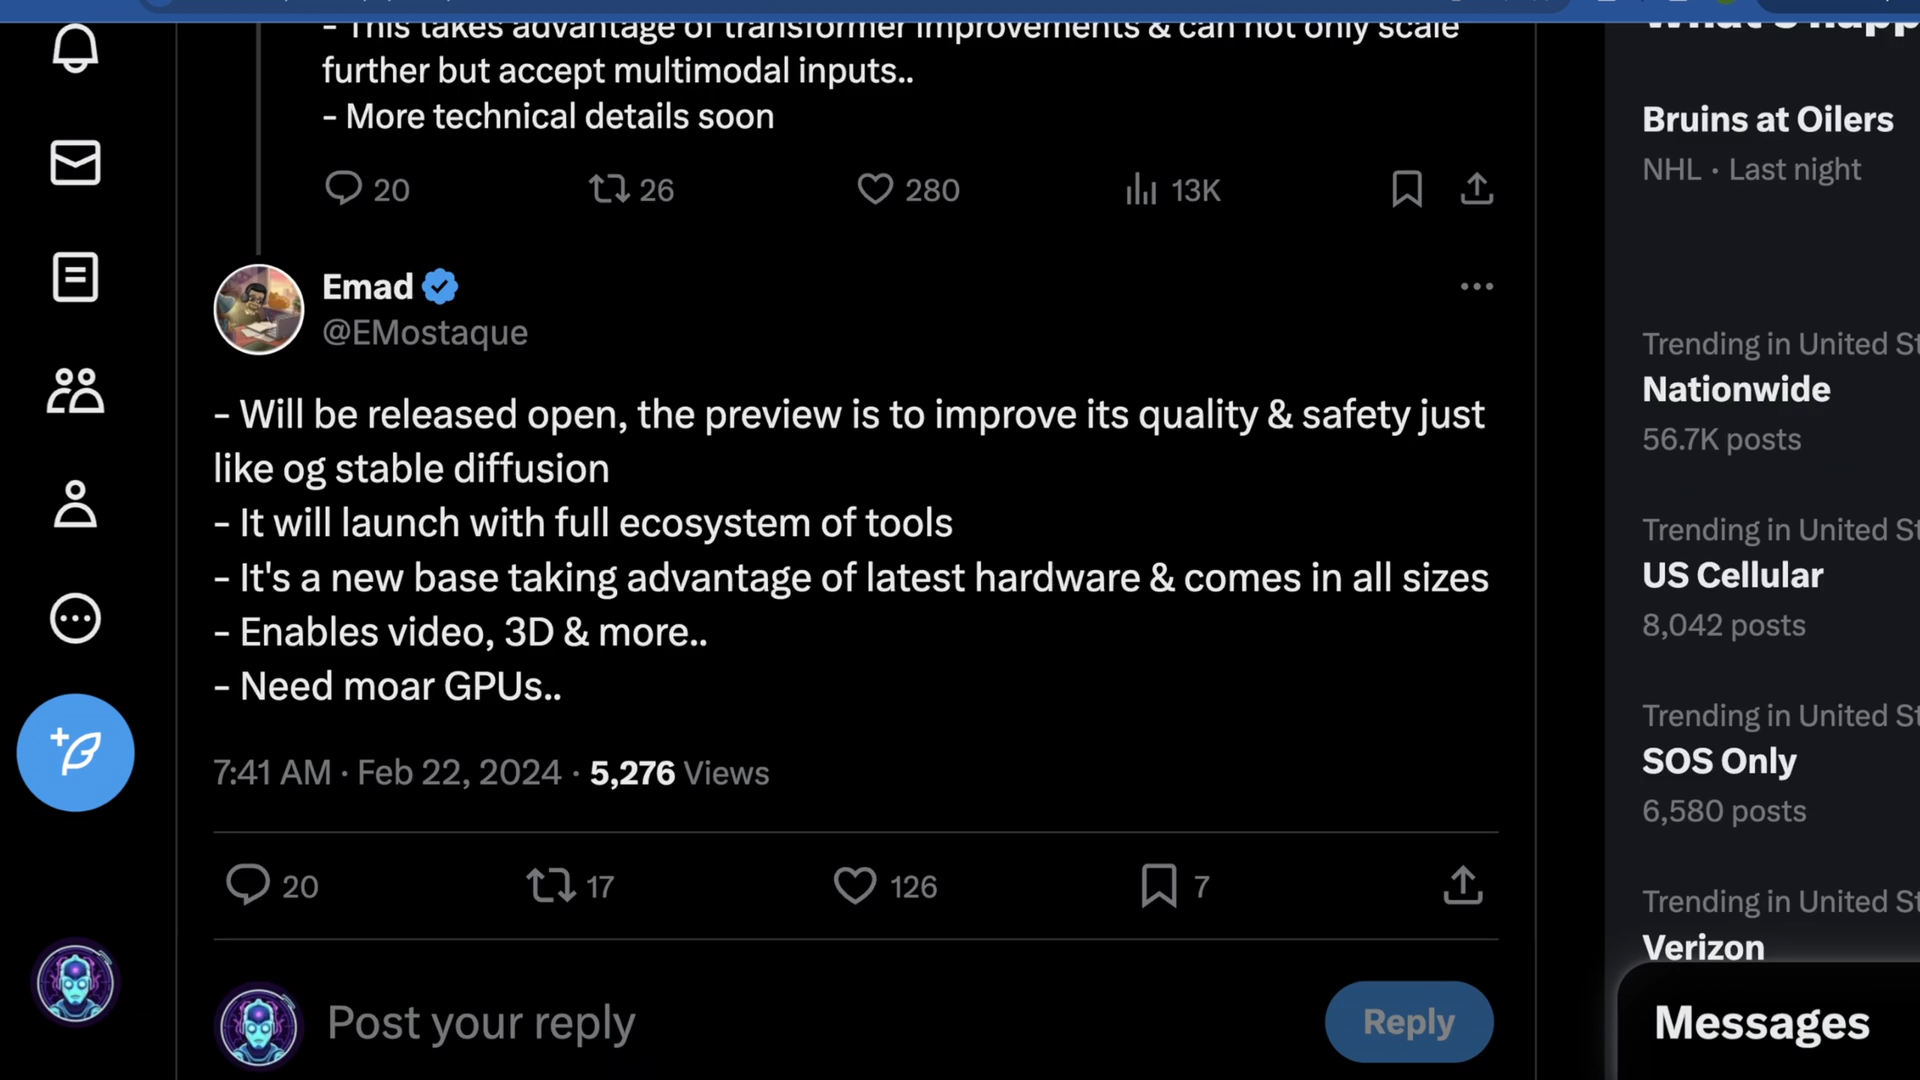 - This takes advantage of transformer improvements & can not only scale
further but accept multimodal inputs..
- More technical details soon
20 26 280 13K
Emad
@EMostaque
- Will be released open, the preview is to improve its quality & safety just
like og stable diffusion
- It will launch with full ecosystem of tools
- It's a new base taking advantage of latest hardware & comes in all sizes
- Enables video, 3D & more..
- Need moar GPUs..
7:41 AM · Feb 22, 2024 · 5,276 Views
20 17 126 7
Post your reply
Reply
What's happ
Bruins at Oilers
NHL · Last night
Trending in United St
Nationwide
56.7K posts
Trending in United St
US Cellular
8,042 posts
Trending in United St
SOS Only
6,580 posts
Trending in United St
Verizon
Messages